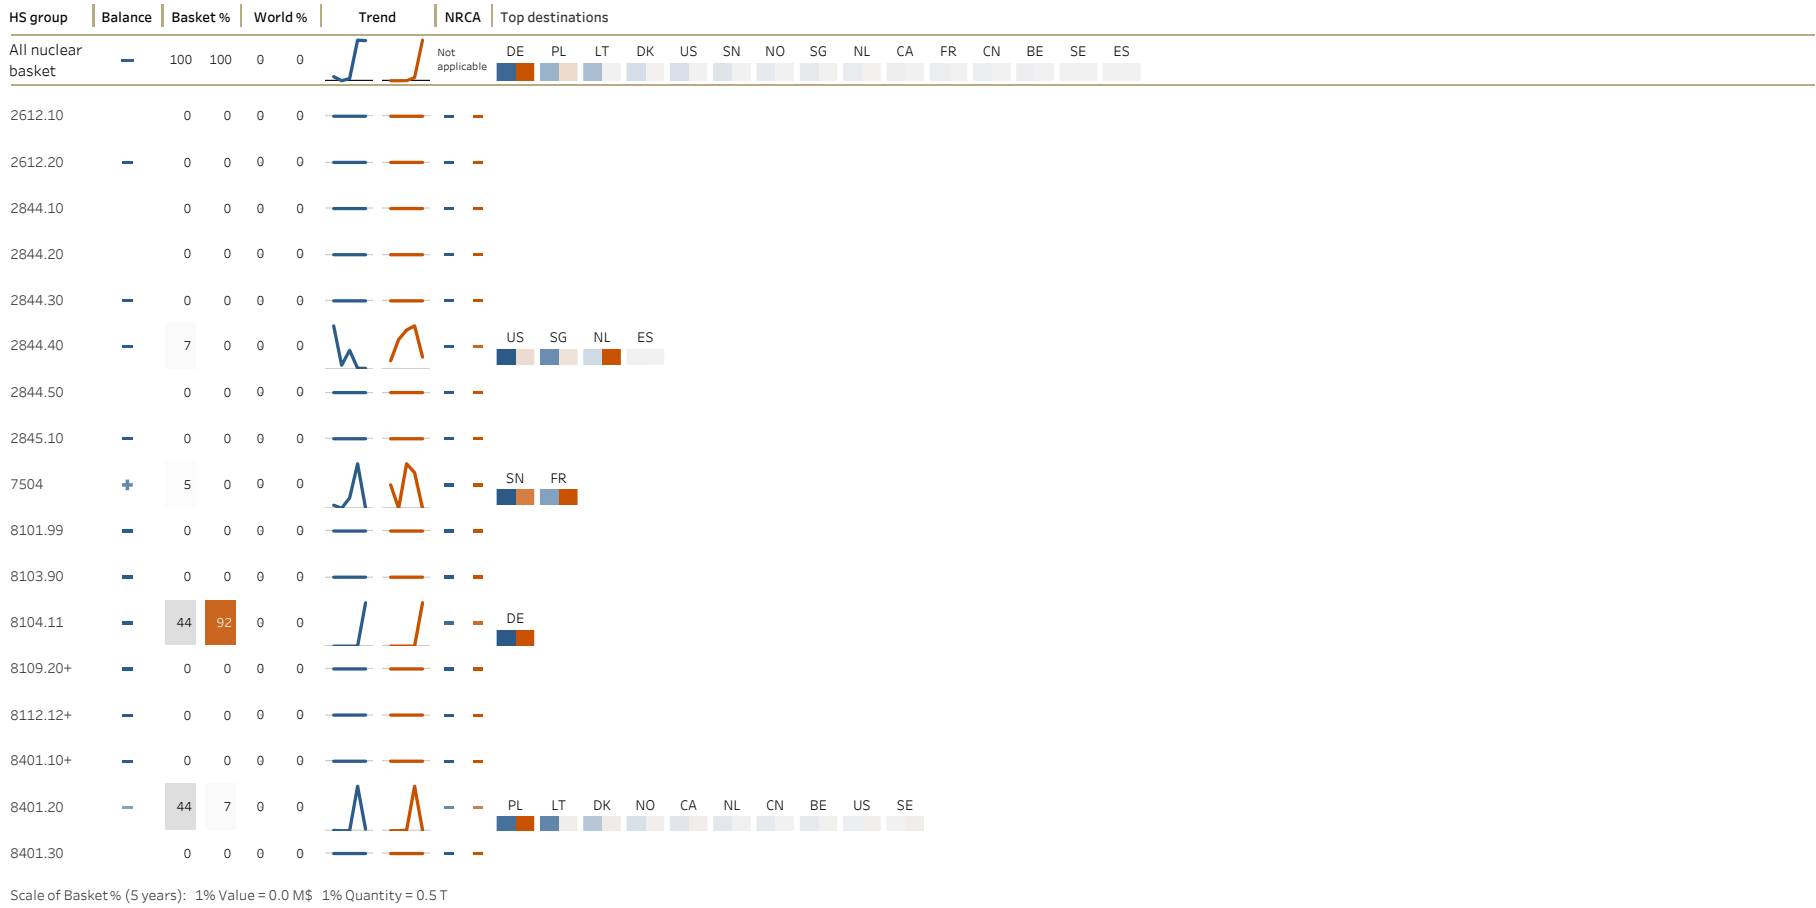 HS group Balance Basket % World % Trend NRCA Top destinations
All nuclear basket 100 100 0 0 Not applicable DE PL LT DK US SN NO SG NL CA FR CN BE SE ES
2612.10 0 0 0 0
2612.20 0 0 0 0
2844.10 0 0 0 0
2844.20 0 0 0 0
2844.30 0 0 0 0
2844.40 7 0 0 0 US SG NL ES
2844.50 0 0 0 0
2845.10 0 0 0 0
7504 5 0 0 0 SN FR
8101.99 0 0 0 0
8103.90 0 0 0 0
8104.11 44 92 0 0 DE
8109.20+ 0 0 0 0
8112.12+ 0 0 0 0
8401.10+ 0 0 0 0
8401.20 44 7 0 0 PL LT DK NO CA NL CN BE US SE
8401.30 0 0 0 0
Scale of Basket% (5 years): 1% Value = 0.0 M$ 1% Quantity = 0.5 T